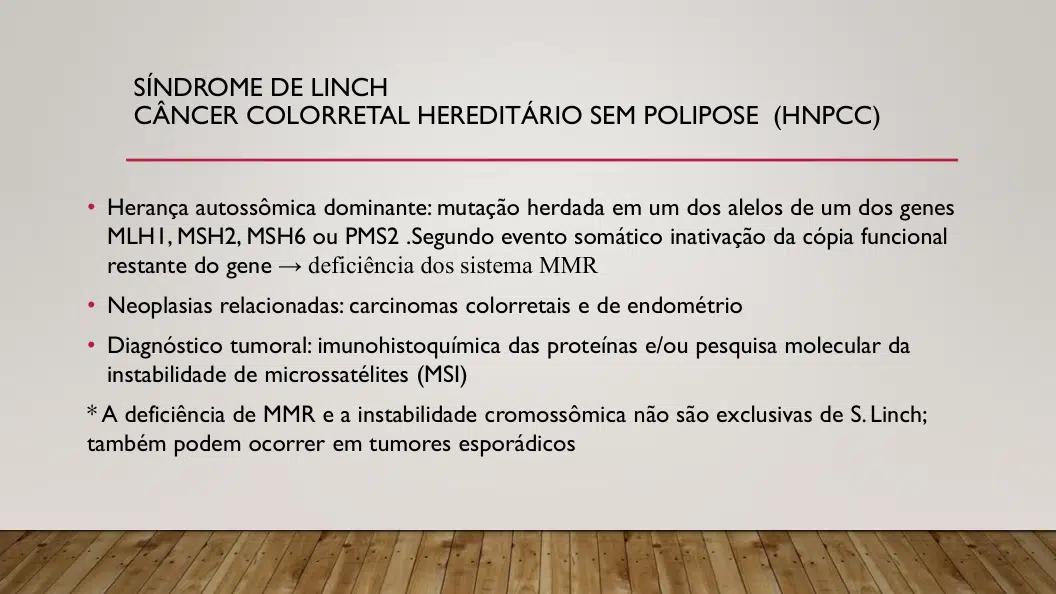 SÍNDROME DE LINCH
CÂNCER COLORRETAL HEREDITÁRIO SEM POLIPOSE (HNPCC)
• Herança autossômica dominante: mutação herdada em um dos alelos de um dos genes
MLH1, MSH2, MSH6 ou PMS2 .Segundo evento somático inativação da cópia funcional
restante do gene → deficiência dos sistema MMR
• Neoplasias relacionadas: carcinomas colorretais e de endométrio
• Diagnóstico tumoral: imunohistoquímica das proteínas e/ou pesquisa molecular da
instabilidade de microssatélites (MSI)
* A deficiência de MMR e a instabilidade cromossômica não são exclusivas de S. Linch;
também podem ocorrer em tumores esporádicos